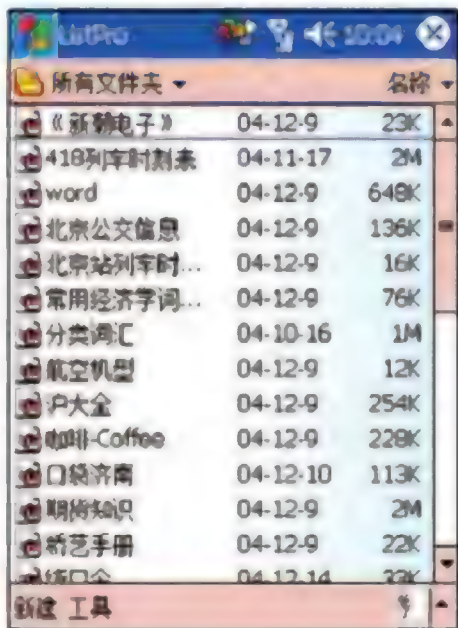 ListPro 10:04
所有文件夹 名称
《新潮电子》 04-12-9 23K
418列车时刻表 04-11-17 2M
word 04-12-9 648K
北京公交信息 04-12-9 136K
北京站列车时... 04-12-9 16K
常用经济学词... 04-12-9 76K
分类词汇 04-10-16 1M
航空机型 04-12-9 12K
沪大全 04-12-9 254K
咖啡-Coffee 04-12-9 228K
口袋济南 04-12-10 113K
期货知识 04-12-9 2M
04-12-9 22K
04-12-14
新建 工具